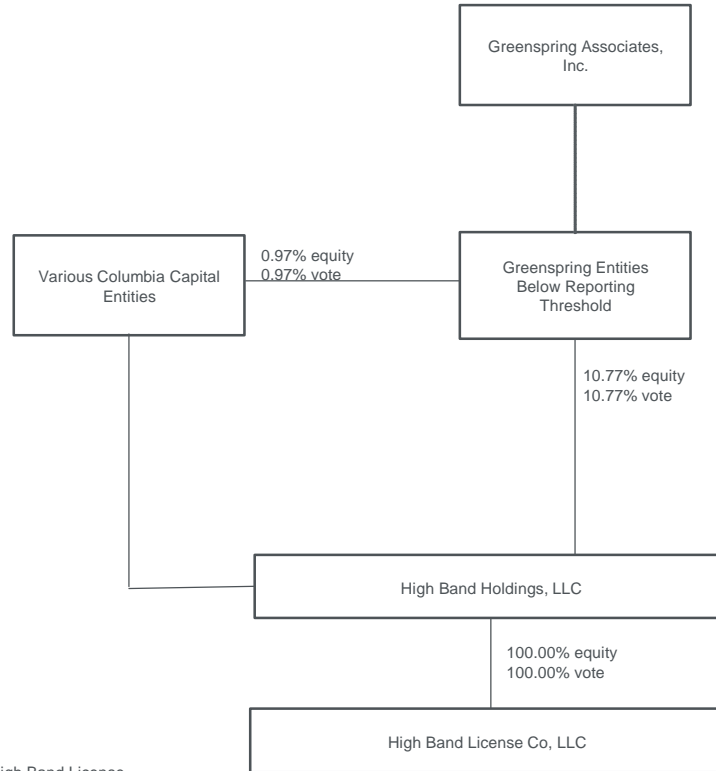 Greenspring Associates,
Inc.
Various Columbia Capital
Entities
0.97% equity
0.97% vote
Greenspring Entities
Below Reporting
Threshold
10.77% equity
10.77% vote
High Band Holdings, LLC
100.00% equity
100.00% vote
High Band License Co, LLC